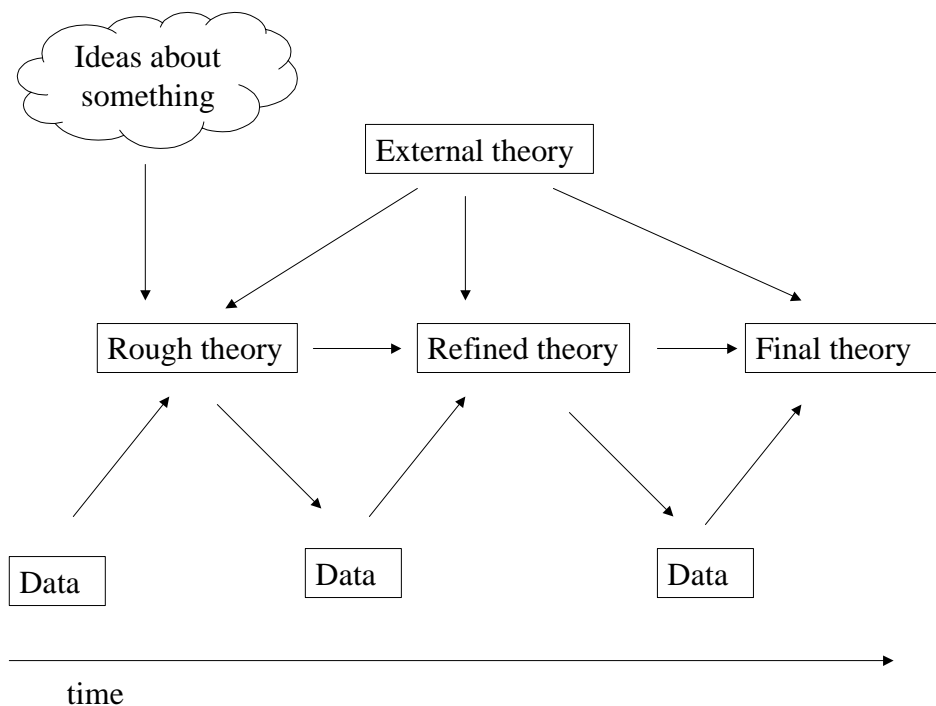 Ideas about
something
External theory
Rough theory
Refined theory
Final theory
Data
Data
Data
time